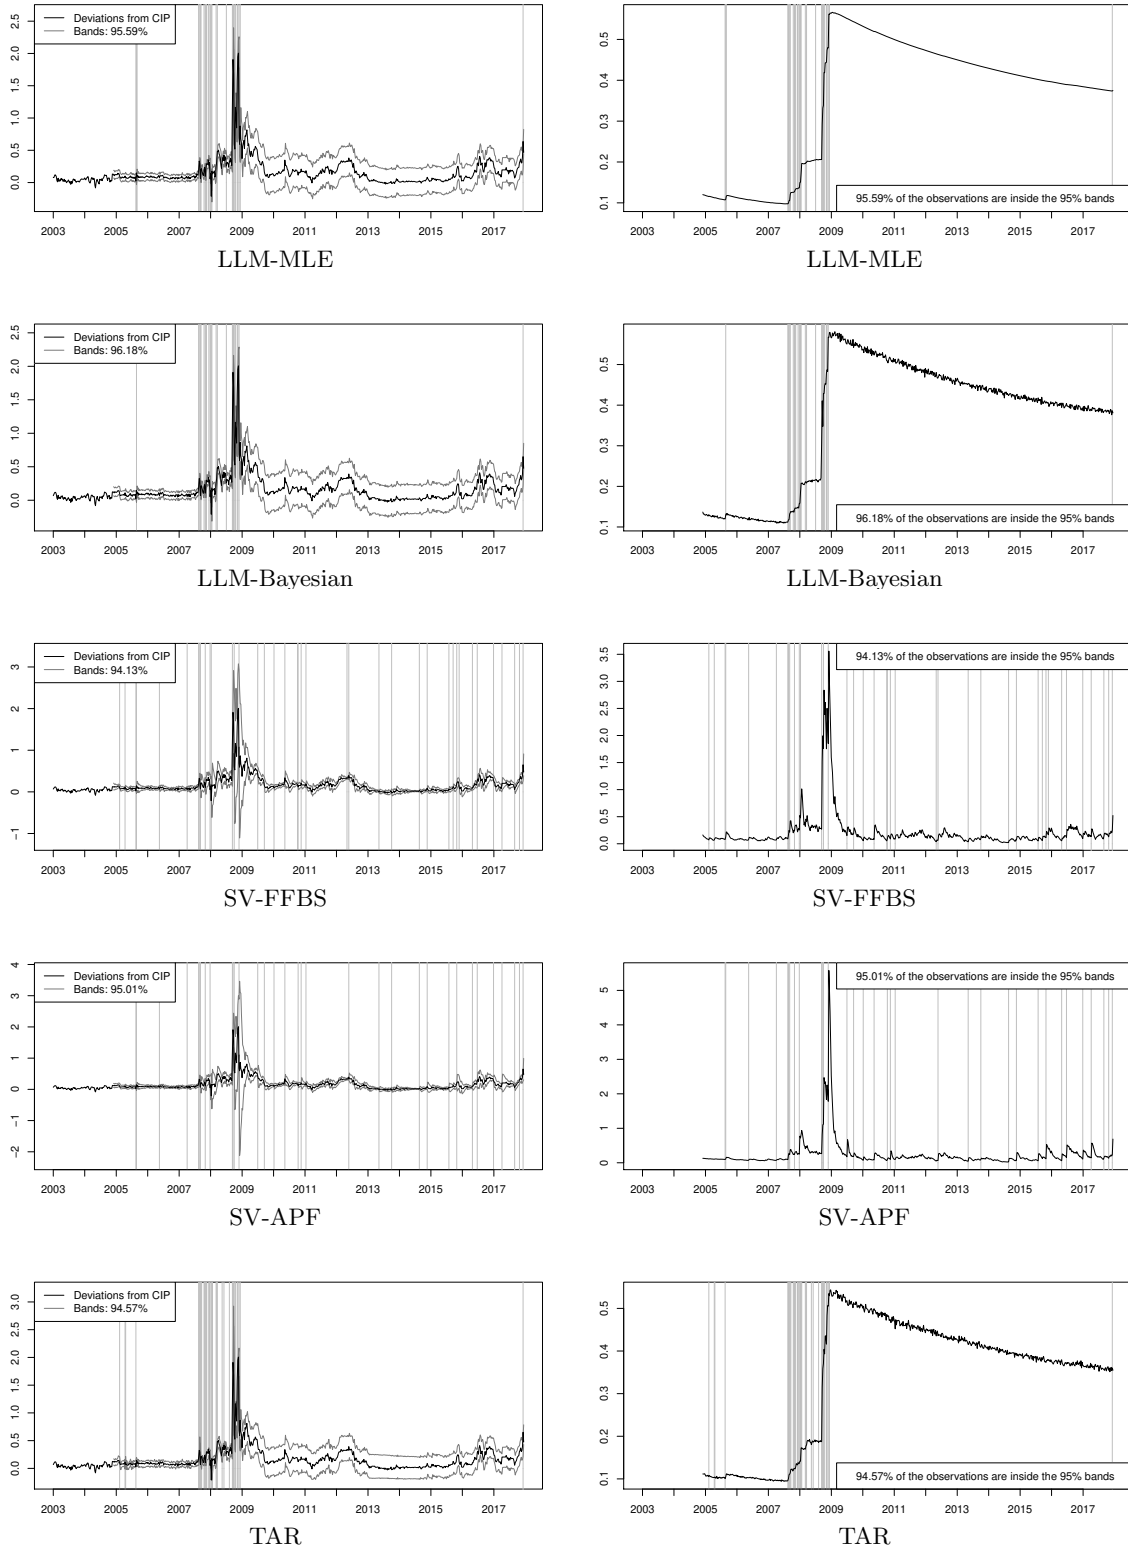 Deviations from CIP
Bands: 95.59%
0.0 0.5 1.0 1.5 2.0 2.5
2003 2005 2007 2009 2011 2013 2015 2017
LLM-MLE
0.1 0.2 0.3 0.4 0.5
95.59% of the observations are inside the 95% bands
2003 2005 2007 2009 2011 2013 2015 2017
LLM-MLE
Deviations from CIP
Bands: 96.18%
0.0 0.5 1.0 1.5 2.0 2.5
2003 2005 2007 2009 2011 2013 2015 2017
LLM-Bayesian
0.1 0.2 0.3 0.4 0.5
96.18% of the observations are inside the 95% bands
2003 2005 2007 2009 2011 2013 2015 2017
LLM-Bayesian
Deviations from CIP
Bands: 94.13%
−1 0 1 2 3
2003 2005 2007 2009 2011 2013 2015 2017
SV-FFBS
94.13% of the observations are inside the 95% bands
0.0 0.5 1.0 1.5 2.0 2.5 3.0 3.5
2003 2005 2007 2009 2011 2013 2015 2017
SV-FFBS
Deviations from CIP
Bands: 95.01%
−2 −1 0 1 2 3 4
2003 2005 2007 2009 2011 2013 2015 2017
SV-APF
95.01% of the observations are inside the 95% bands
0 1 2 3 4 5
2003 2005 2007 2009 2011 2013 2015 2017
SV-APF
Deviations from CIP
Bands: 94.57%
0.0 0.5 1.0 1.5 2.0 2.5 3.0
2003 2005 2007 2009 2011 2013 2015 2017
TAR
0.1 0.2 0.3 0.4 0.5
94.57% of the observations are inside the 95% bands
2003 2005 2007 2009 2011 2013 2015 2017
TAR